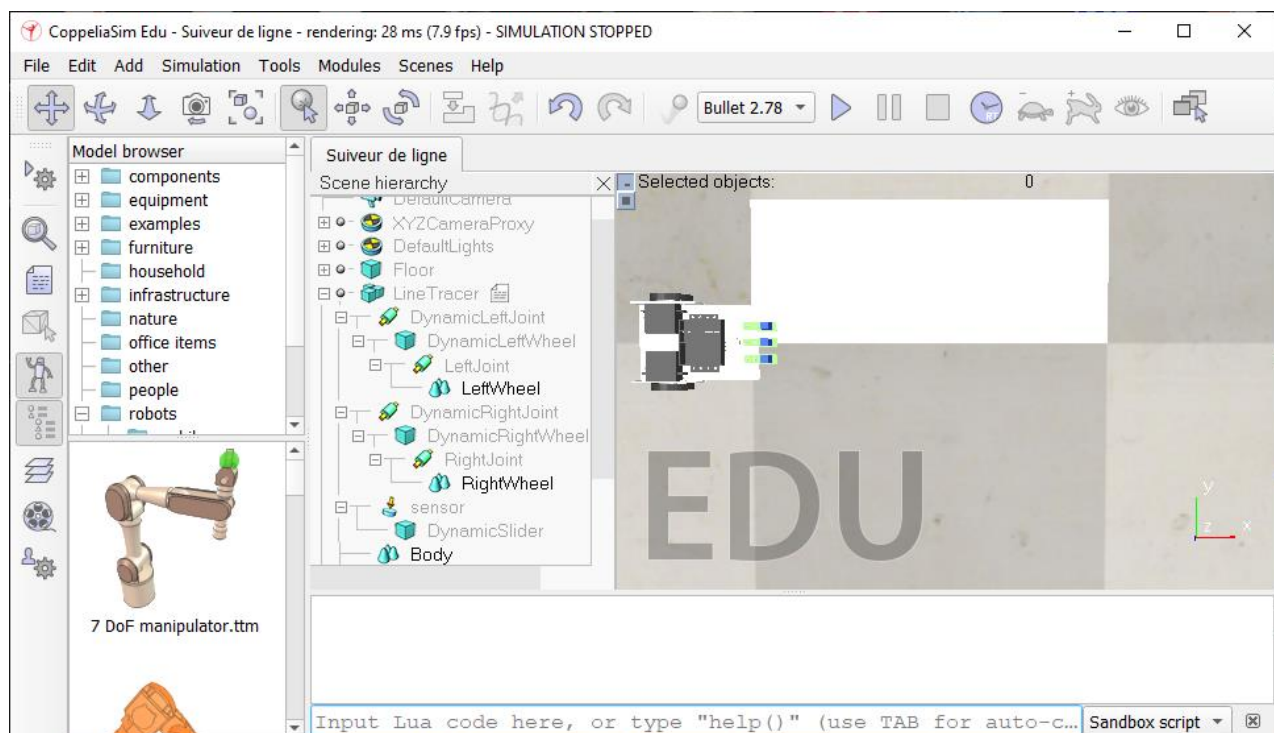 CoppeliaSim Edu - Suiveur de ligne - rendering: 28 ms (7.9 fps) - SIMULATION STOPPED
File Edit Add Simulation Tools Modules Scenes Help
Bullet 2.78
Model browser
components
equipment
examples
furniture
household
infrastructure
nature
office items
other
people
robots
7 DoF manipulator.ttm
Suiveur de ligne
Scene hierarchy
DefaultCamera
XYZCameraProxy
DefaultLights
Floor
LineTracer
DynamicLeftJoint
DynamicLeftWheel
LeftJoint
LeftWheel
DynamicRightJoint
DynamicRightWheel
RightJoint
RightWheel
sensor
DynamicSlider
Body
Selected objects: 0
EDU
y
z x
Input Lua code here, or type "help()" (use TAB for auto-c...
Sandbox script